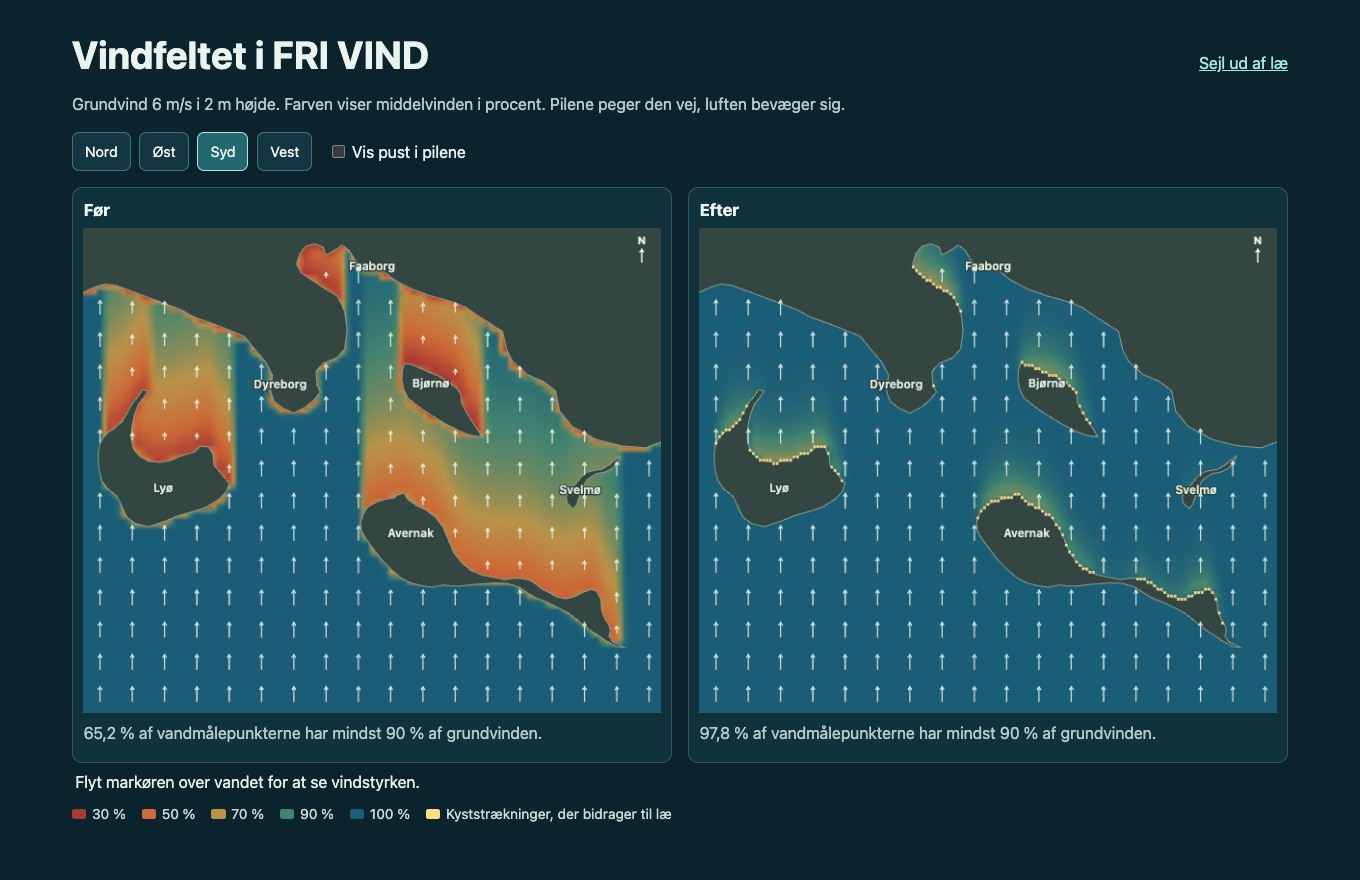 Vindfeltet i FRI VIND
Sejl ud af læ
Grundvind 6 m/s i 2 m højde. Farven viser middelvinden i procent. Pilene peger den vej, luften bevæger sig.
Nord Øst Syd Vest Vis pust i pilene
Før
N
Faaborg
Dyreborg
Bjørnø
Lyø
Svelmø
Avernak
65,2 % af vandmålepunkterne har mindst 90 % af grundvinden.
Efter
N
Faaborg
Dyreborg
Bjørnø
Lyø
Svelmø
Avernak
97,8 % af vandmålepunkterne har mindst 90 % af grundvinden.
Flyt markøren over vandet for at se vindstyrken.
30 % 50 % 70 % 90 % 100 % Kyststrækninger, der bidrager til læ